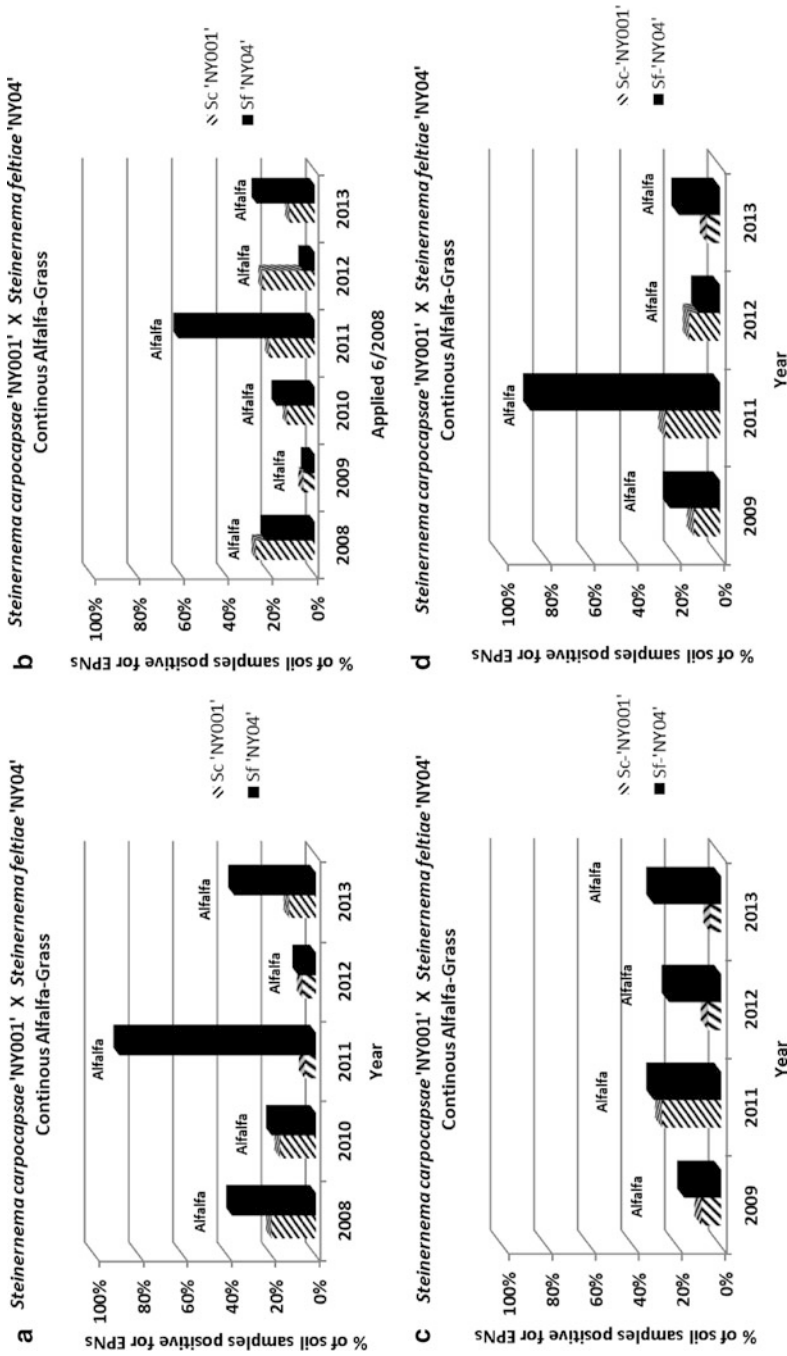 a
Steinernema carpocapsae 'NY001' X Steinernema feltiae 'NY04'
Continous Alfalfa-Grass
% of soil samples positive for EPNs
100%
80%
60%
40%
20%
0%
Alfalfa
Alfalfa
Alfalfa
Alfalfa
Alfalfa
2008
2010
2011
2012
2013
Year
Sc 'NY001'
Sf 'NY04'
b
Steinernema carpocapsae 'NY001' X Steinernema feltiae 'NY04'
Continous Alfalfa-Grass
% of soil samples positive for EPNs
100%
80%
60%
40%
20%
0%
Alfalfa
Alfalfa
Alfalfa
Alfalfa
Alfalfa
Alfalfa
2008
2009
2010
2011
2012
2013
Applied 6/2008
Sc 'NY001'
Sf 'NY04'
c
Steinernema carpocapsae 'NY001' X Steinernema feltiae 'NY04'
Continous Alfalfa-Grass
% of soil samples positive for EPNs
100%
80%
60%
40%
20%
0%
Alfalfa
Alfalfa
Alfalfa
Alfalfa
2009
2011
2012
2013
Year
Sc-'NY001'
Sf-'NY04'
d
Steinernema carpocapsae 'NY001' X Steinernema feltiae 'NY04'
Continous Alfalfa-Grass
% of soil samples positive for EPNs
100%
80%
60%
40%
20%
0%
Alfalfa
Alfalfa
Alfalfa
Alfalfa
2009
2011
2012
2013
Year
Sc-'NY001'
Sf-'NY04'